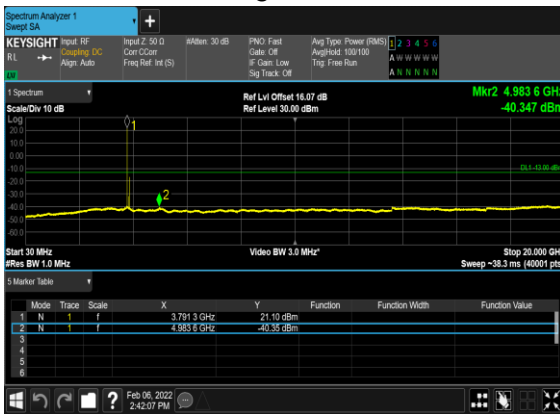 Spectrum Analyzer 1
Swept SA
+
KEYSIGHT Input: RF Input Z: 50 Ω #Atten: 30 dB PNO: Fast Avg Type: Power (RMS) 1 2 3 4 5 6
RL Coupling: DC Corr CCorr Gate: Off Avg|Hold: 100/100 A W W W W W
Align: Auto Freq Ref: Int (S) IF Gain: Low Trig: Free Run
Sig Track: Off A N N N N N
1 Spectrum Ref Lvl Offset 16.07 dB Mkr2 4.983 6 GHz
Scale/Div 10 dB Ref Level 30.00 dBm -40.347 dBm
Log
1
20.0
10.0
0.00
-10.0
DL1 -13.00 dBm
-20.0
-30.0
2
-40.0
-50.0
-60.0
Start 30 MHz Video BW 3.0 MHz* Stop 20.000 GH
#Res BW 1.0 MHz Sweep ~38.3 ms (40001 pts
5 Marker Table
Mode Trace Scale X Y Function Function Width Function Value
1 N 1 f 3.791 3 GHz 21.10 dBm
2 N 1 f 4.983 6 GHz -40.35 dBm
3
4
5
6
? Feb 06, 2022
2:42:07 PM